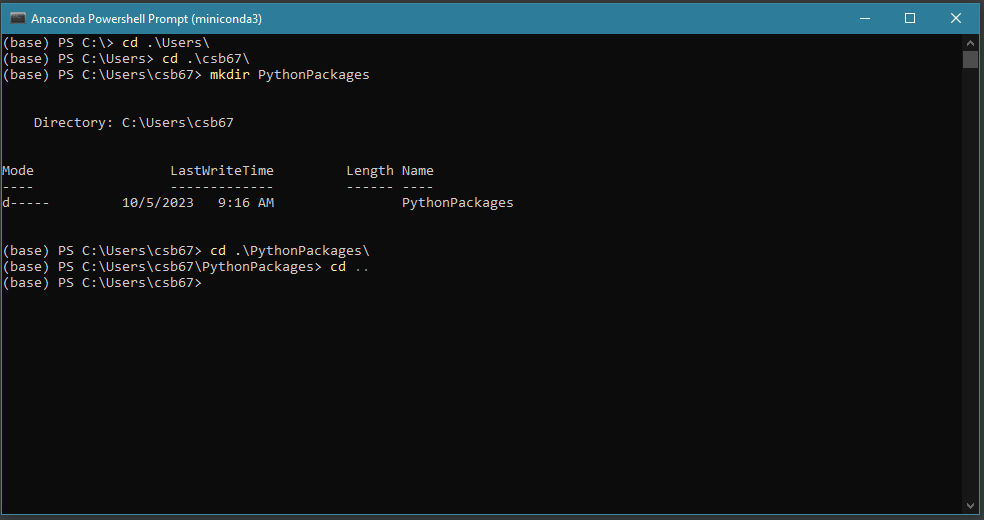 Anaconda Powershell Prompt (miniconda3)
(base) PS C:\> cd .\Users\
(base) PS C:\Users> cd .\csb67\
(base) PS C:\Users\csb67> mkdir PythonPackages
    Directory: C:\Users\csb67
Mode                 LastWriteTime         Length Name
----                 -------------         ------ ----
d-----         10/5/2023   9:16 AM                PythonPackages
(base) PS C:\Users\csb67> cd .\PythonPackages\
(base) PS C:\Users\csb67\PythonPackages> cd ..
(base) PS C:\Users\csb67>